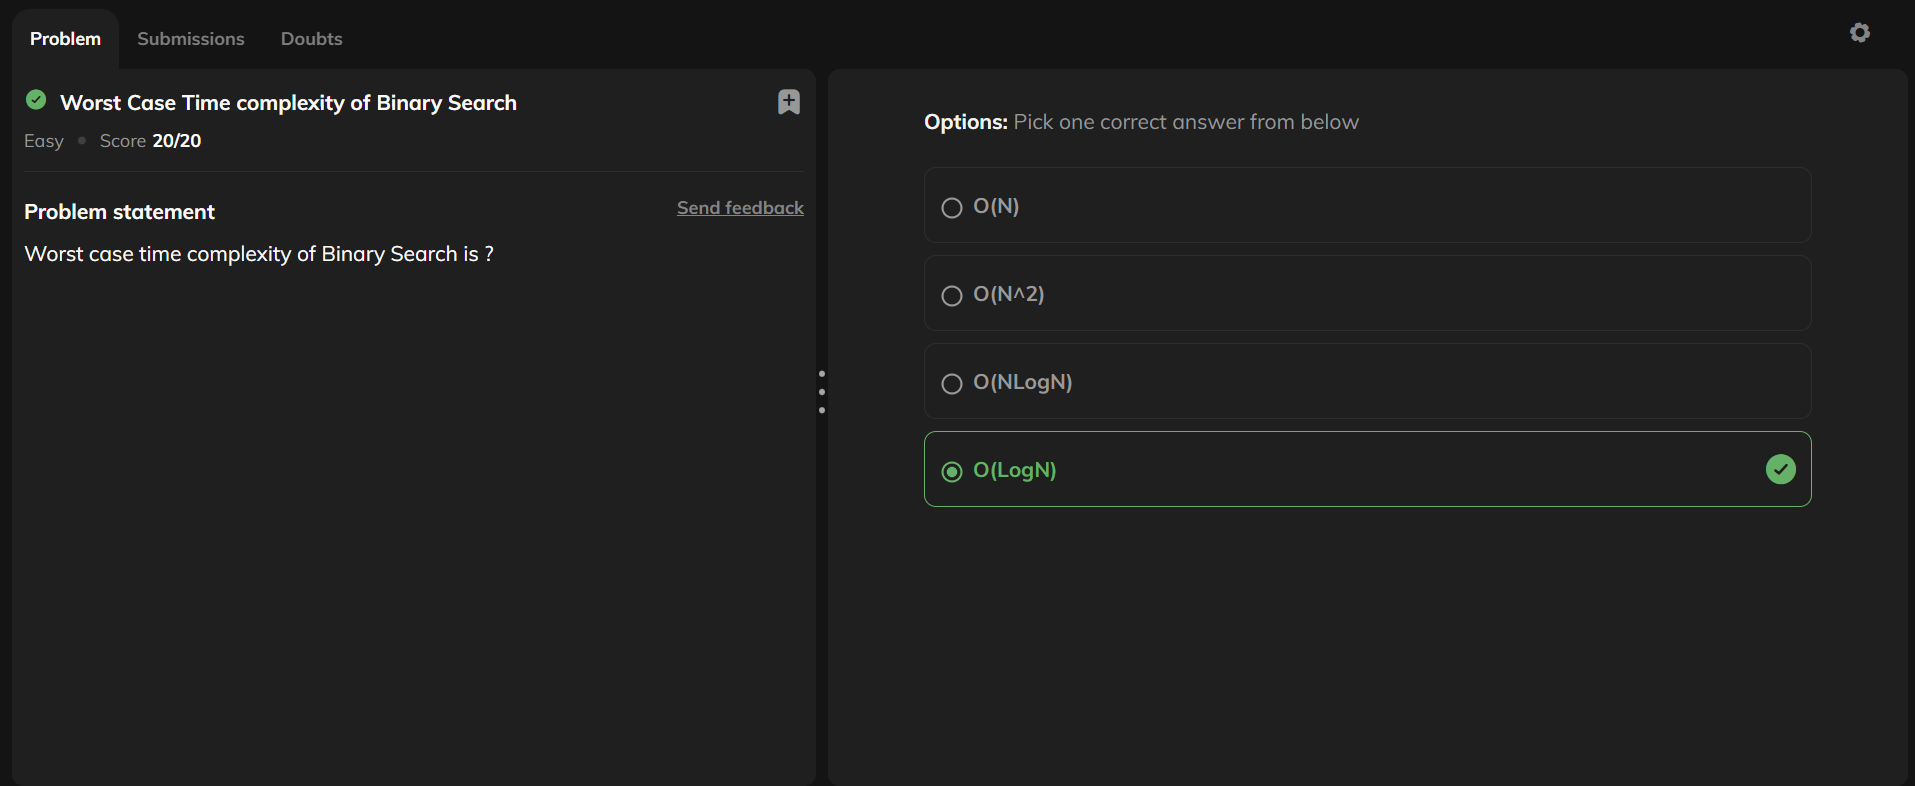 Problem Submissions Doubts
Worst Case Time complexity of Binary Search
Easy Score 20/20
Problem statement Send feedback
Worst case time complexity of Binary Search is ?
Options: Pick one correct answer from below
O(N)
O(N^2)
O(NLogN)
O(LogN)